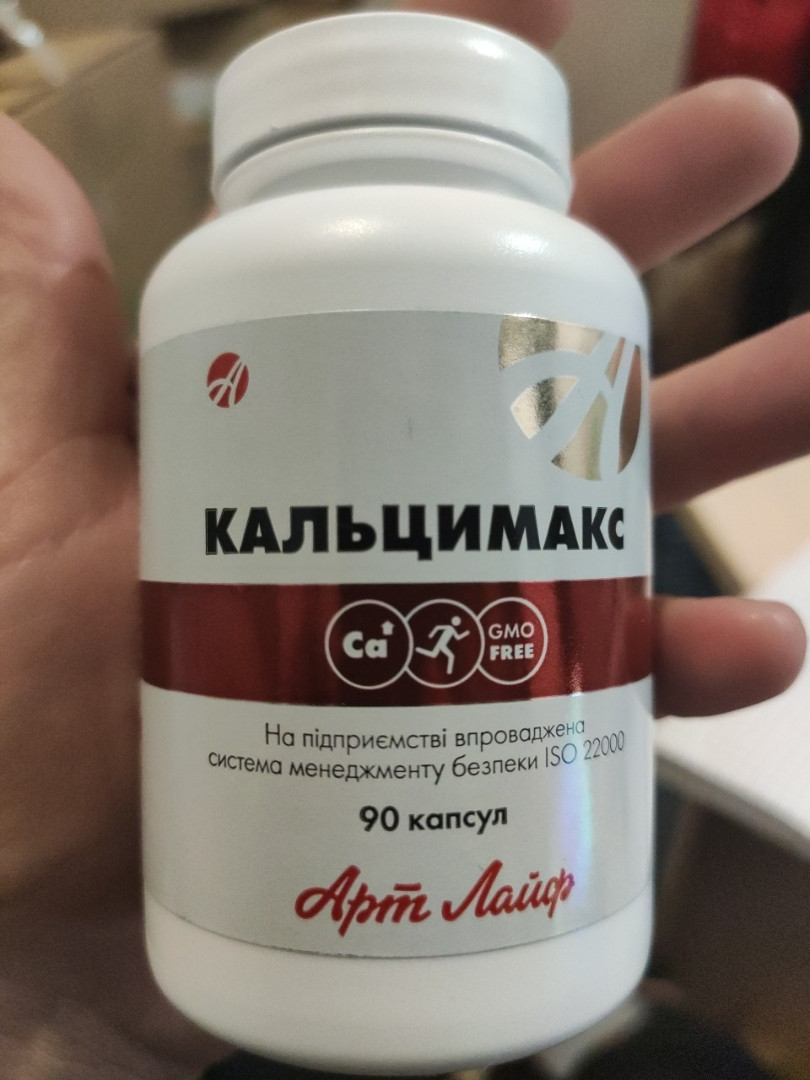 КАЛЬЦИМАКС
Ca
GMO
FREE
На підприємстві впроваджена
система менеджменту безпеки ISO 22000
90 капсул
Арт Лайф